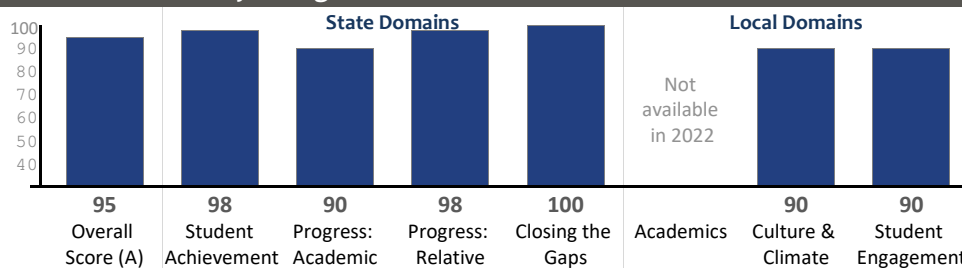 State Domains
Local Domains
100
90
80
70
60
50
40
Not
available
in 2022
95
98
90
98
100
90
90
Overall
Score (A)
Student
Achievement
Progress:
Academic
Progress:
Relative
Closing the
Gaps
Academics
Culture &
Climate
Student
Engagement